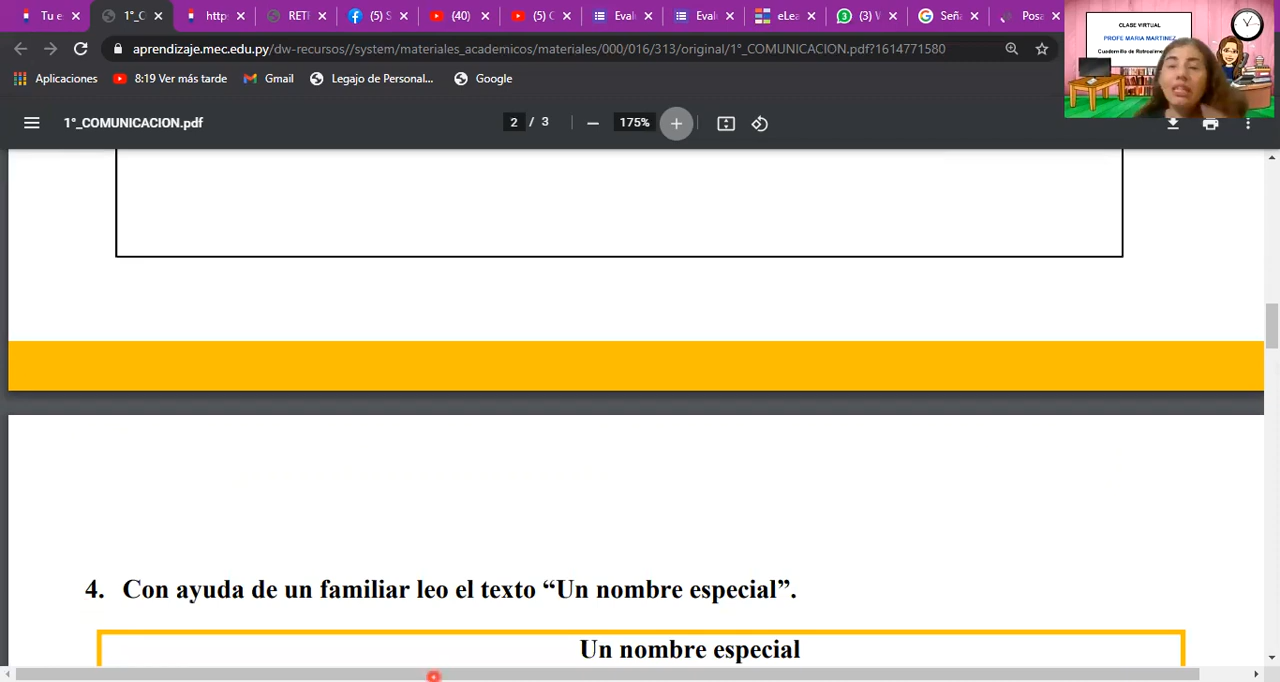 Tu e
1°_C
http
RETI
(5) S
(40)
(5) C
Eval
Eval
eLea
(3) V
Seña
Posa
aprendizaje.mec.edu.py/dw-recursos//system/materiales_academicos/materiales/000/016/313/original/1°_COMUNICACION.pdf?1614771580
Aplicaciones
8:19 Ver más tarde
Gmail
Legajo de Personal...
Google
CLASE VIRTUAL
PROFE MARIA MARTINEZ
1°_COMUNICACION.pdf
2 / 3
175%
4. Con ayuda de un familiar leo el texto “Un nombre especial”.
Un nombre especial